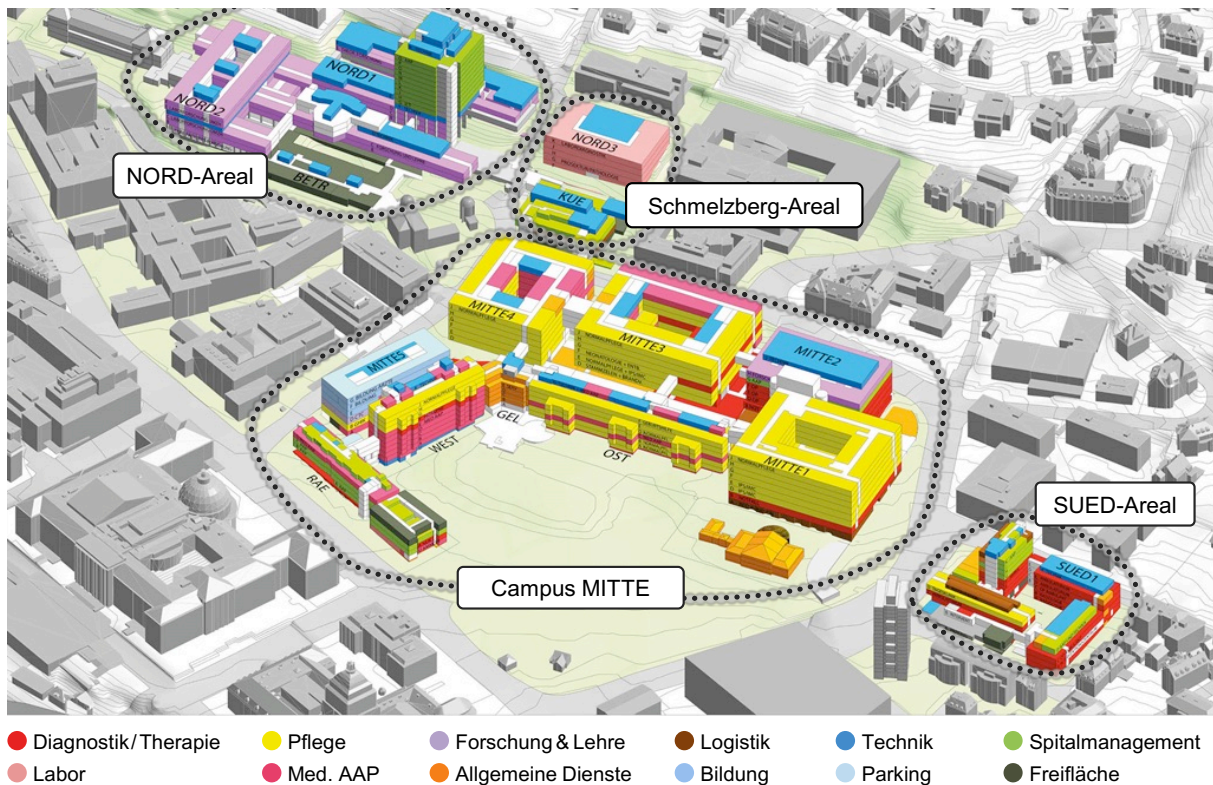 NORD1
NORD2
NORD3
BETR
NORD-Areal
KUE
Schmelzberg-Areal
MITTE4
MITTE3
MITTE2
MITTE5
GEL
WEST
OST
MITTE1
RAE
SUED-Areal
SUED1
Campus MITTE
Diagnostik/Therapie
Pflege
Forschung & Lehre
Logistik
Technik
Spitalmanagement
Labor
Med. AAP
Allgemeine Dienste
Bildung
Parking
Freifläche